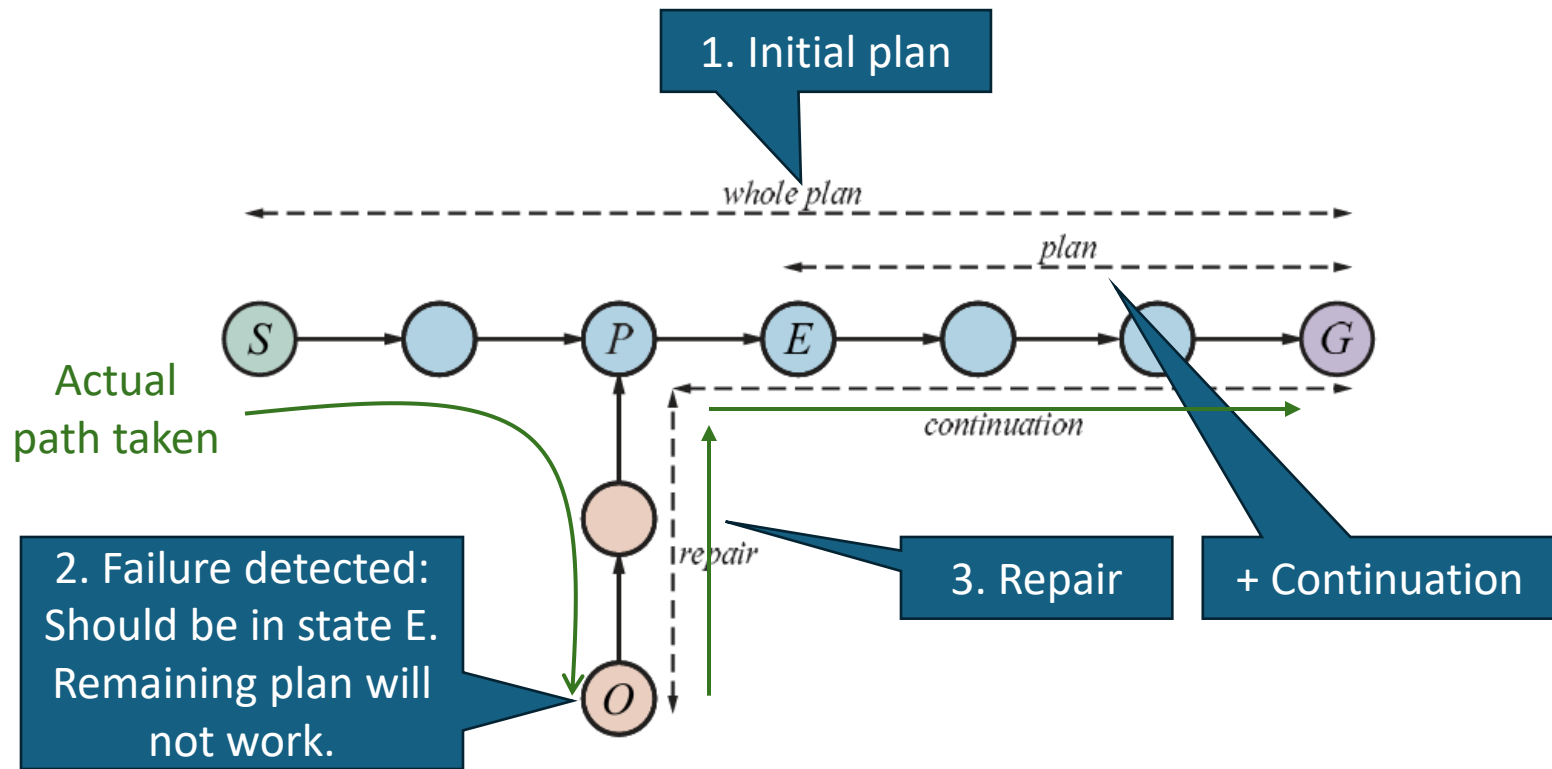 1. Initial plan
whole plan
plan
S
P
E
G
Actual
path taken
continuation
2. Failure detected:
Should be in state E.
Remaining plan will
not work.
repair
3. Repair
+ Continuation
O